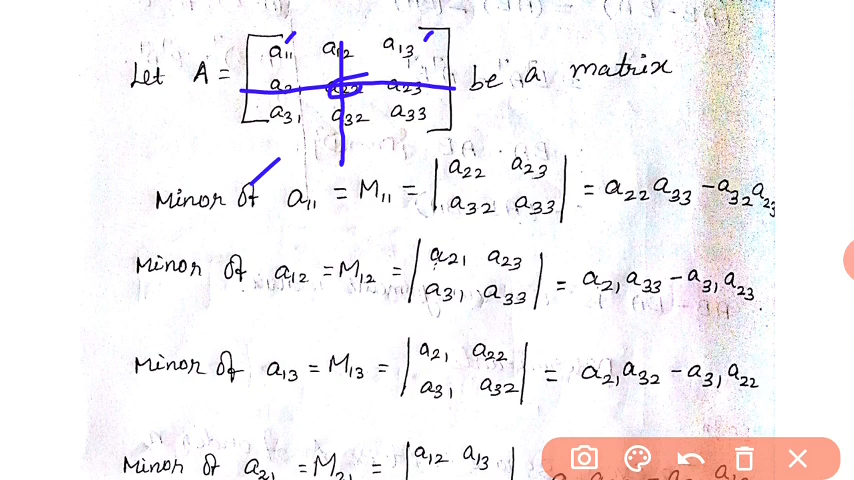 a₁₁ a₁₂ a₁₃
Let A = a₂₁ a₂₂ a₂₃ be a matrix
a₃₁ a₃₂ a₃₃
Minor of a₁₁ = M₁₁ = | a₂₂ a₂₃ | = a₂₂a₃₃ - a₃₂a₂₃
| a₃₂ a₃₃ |
Minor of a₁₂ = M₁₂ = | a₂₁ a₂₃ | = a₂₁a₃₃ - a₃₁a₂₃
| a₃₁ a₃₃ |
Minor of a₁₃ = M₁₃ = | a₂₁ a₂₂ | = a₂₁a₃₂ - a₃₁a₂₂
| a₃₁ a₃₂ |
Minor of a₂₁ = M₂₁ = | a₁₂ a₁₃ |